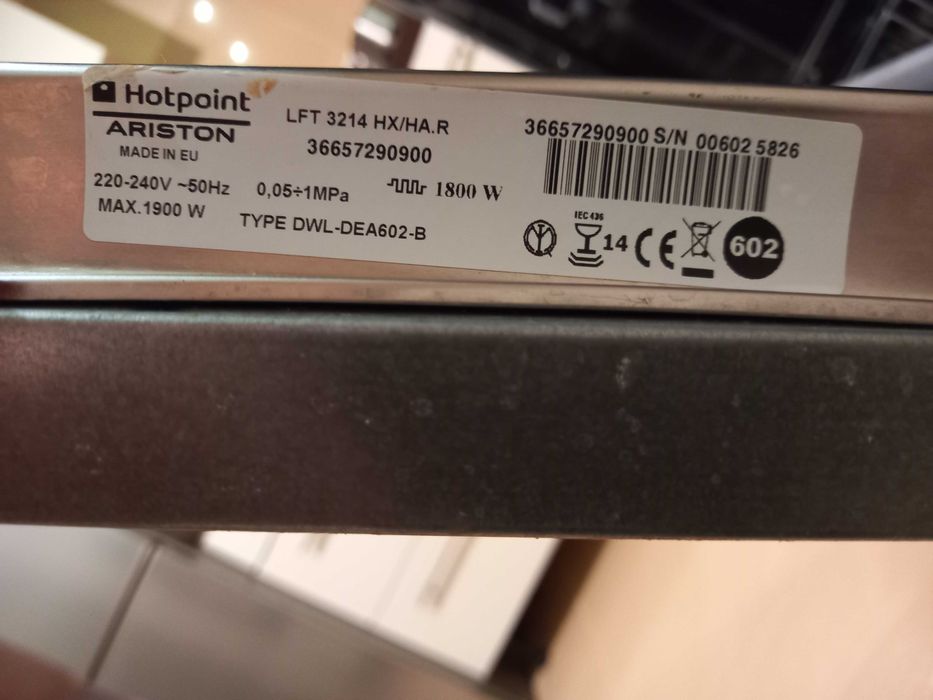 Hotpoint
ARISTON
MADE IN EU
220-240V ~50Hz
MAX.1900 W
LFT 3214 HX/HA.R
36657290900
0,05÷1MPa
1800 W
TYPE DWL-DEA602-B
36657290900 S/N 00602 5826
IEC 436
14
CE
602